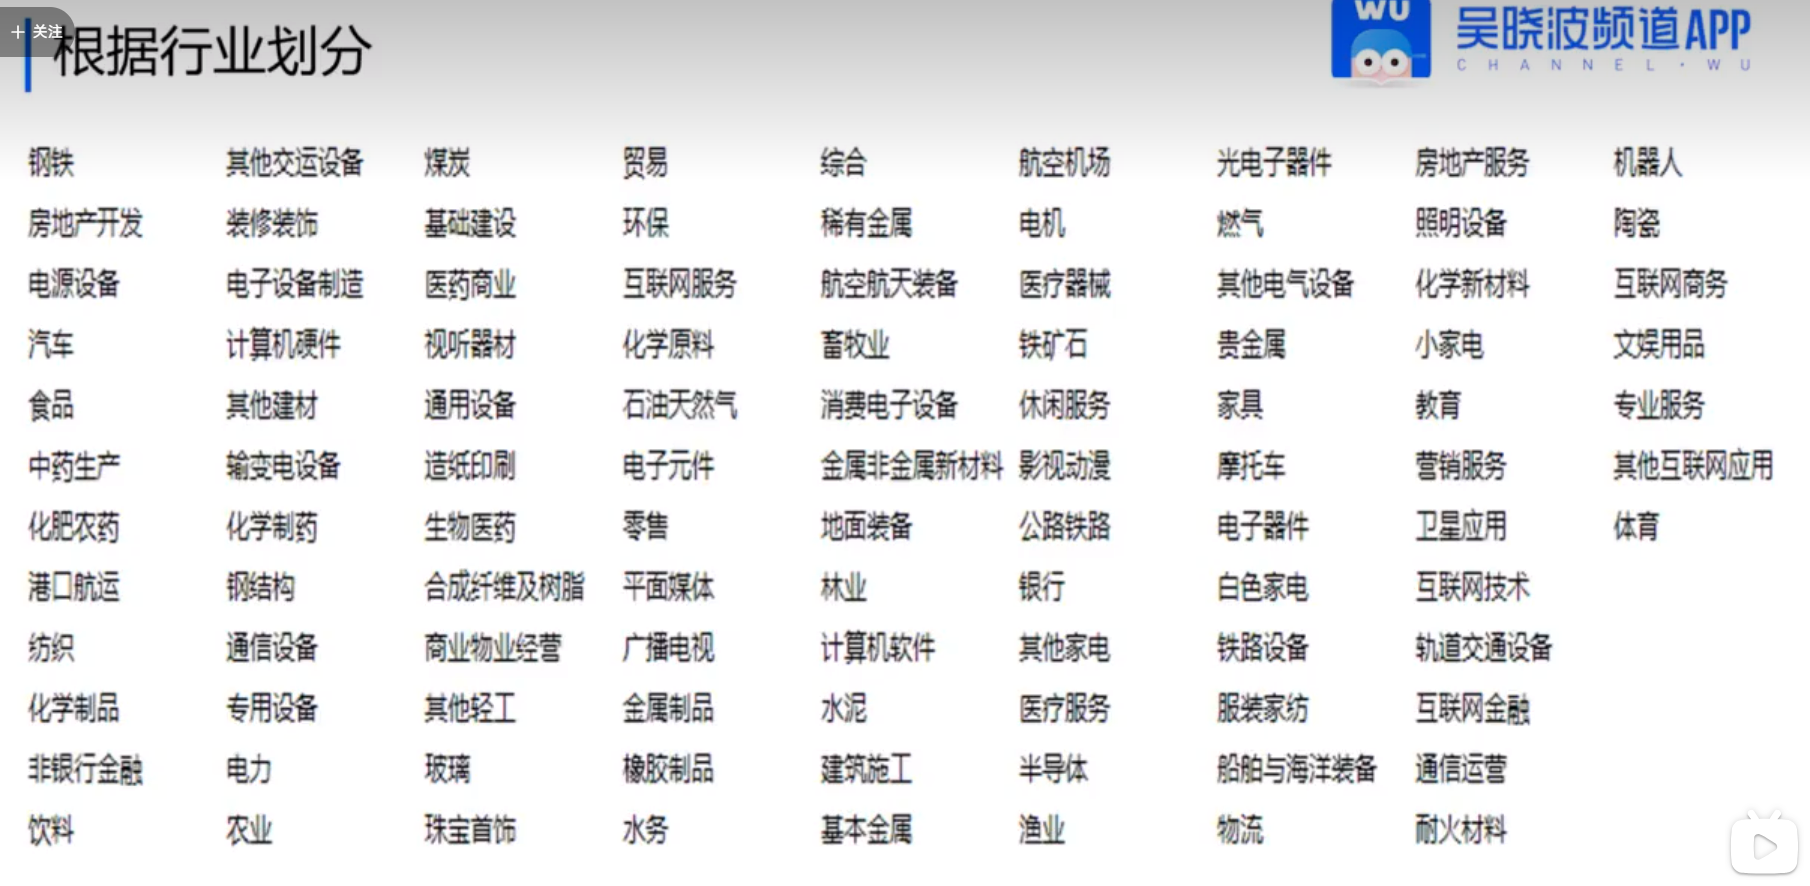 + 关注
根据行业划分
WU
吴晓波频道APP
CHANNEL·WU
钢铁 其他交运设备 煤炭 贸易 综合 航空机场 光电子器件 房地产服务 机器人
房地产开发 装修装饰 基础建设 环保 稀有金属 电机 燃气 照明设备 陶瓷
电源设备 电子设备制造 医药商业 互联网服务 航空航天装备 医疗器械 其他电气设备 化学新材料 互联网商务
汽车 计算机硬件 视听器材 化学原料 畜牧业 铁矿石 贵金属 小家电 文娱用品
食品 其他建材 通用设备 石油天然气 消费电子设备 休闲服务 家具 教育 专业服务
中药生产 输变电设备 造纸印刷 电子元件 金属非金属新材料 影视动漫 摩托车 营销服务 其他互联网应用
化肥农药 化学制药 生物医药 零售 地面装备 公路铁路 电子器件 卫星应用 体育
港口航运 钢结构 合成纤维及树脂 平面媒体 林业 银行 白色家电 互联网技术
纺织 通信设备 商业物业经营 广播电视 计算机软件 其他家电 铁路设备 轨道交通设备
化学制品 专用设备 其他轻工 金属制品 水泥 医疗服务 服装家纺 互联网金融
非银行金融 电力 玻璃 橡胶制品 建筑施工 半导体 船舶与海洋装备 通信运营
饮料 农业 珠宝首饰 水务 基本金属 渔业 物流 耐火材料